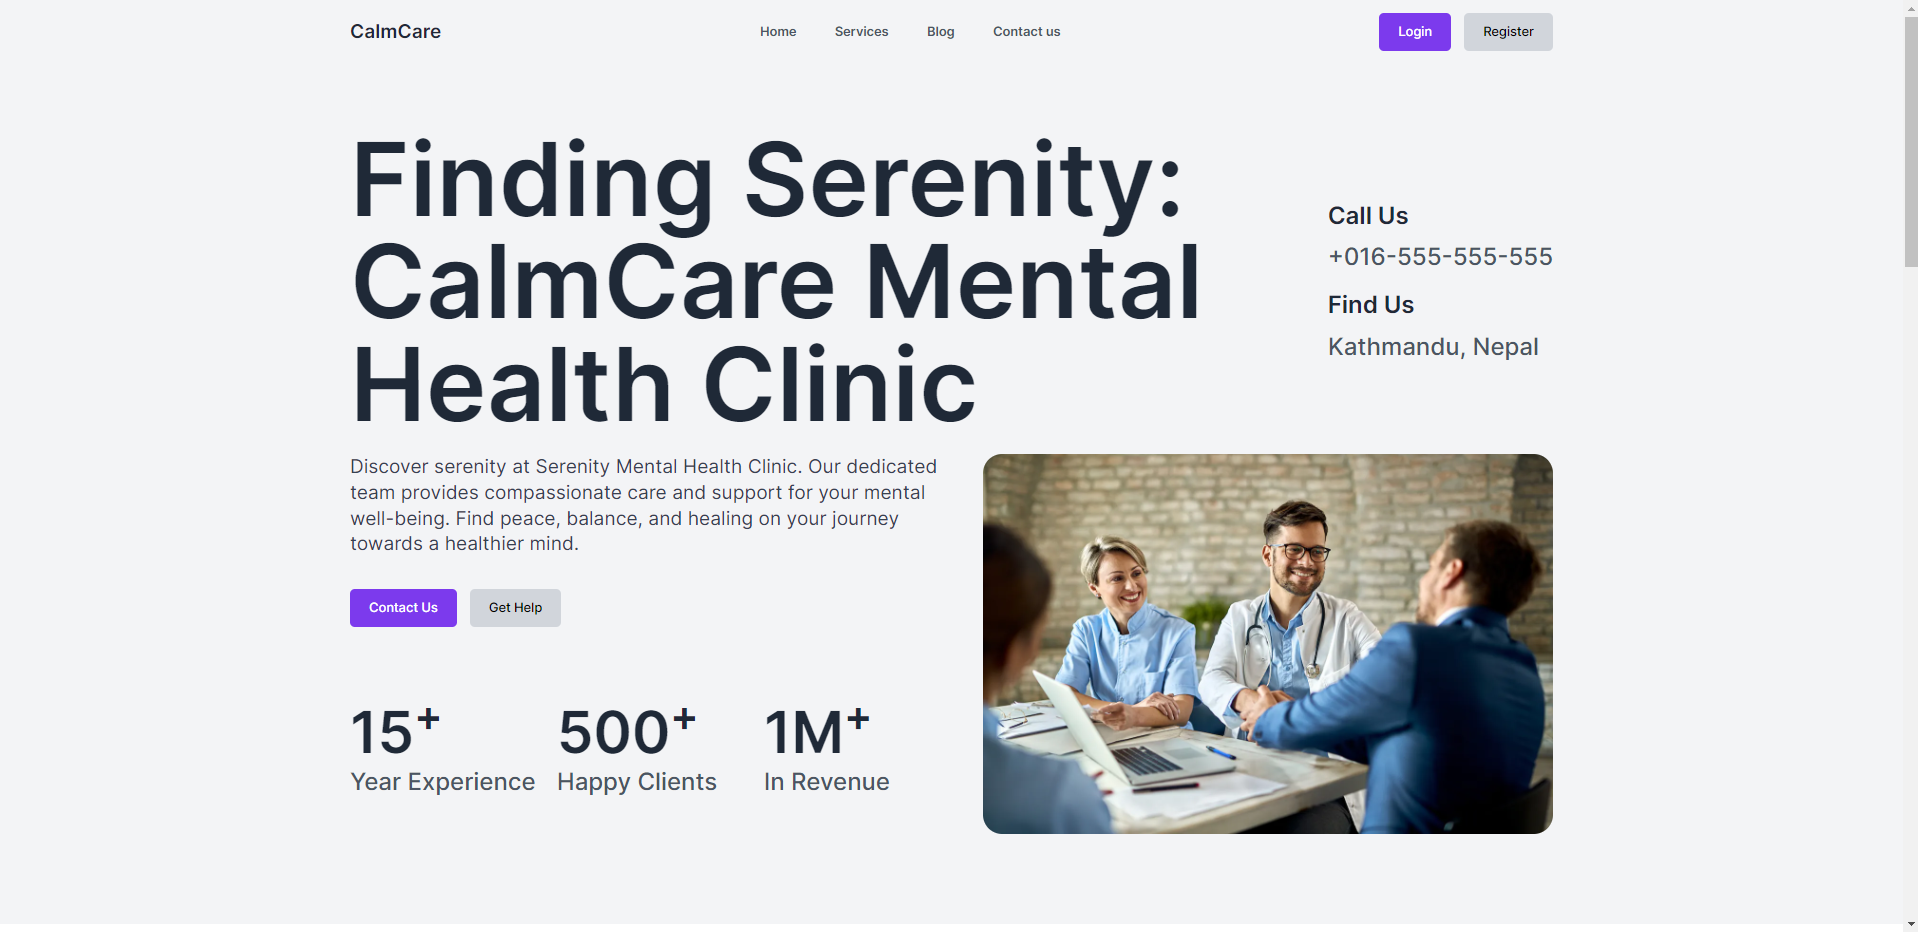 CalmCare
Home
Services
Blog
Contact us
Login
Register
Finding Serenity:
CalmCare Mental
Health Clinic
Call Us
+016-555-555-555
Find Us
Kathmandu, Nepal
Discover serenity at Serenity Mental Health Clinic. Our dedicated
team provides compassionate care and support for your mental
well-being. Find peace, balance, and healing on your journey
towards a healthier mind.
Contact Us
Get Help
15+
Year Experience
500+
Happy Clients
1M+
In Revenue